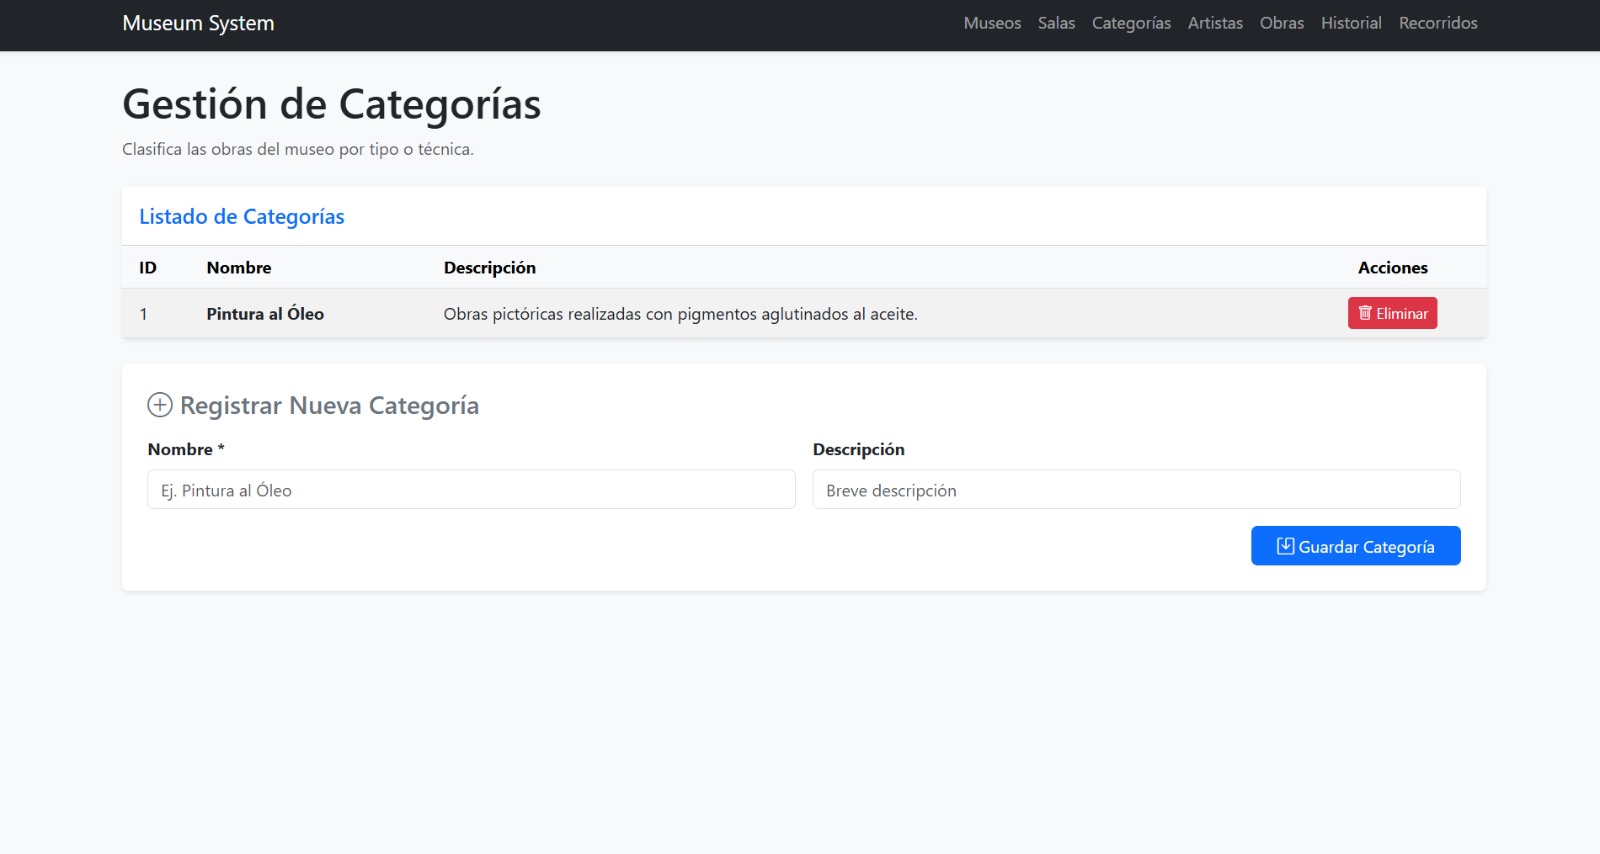 Museum System
Museos Salas Categorías Artistas Obras Historial Recorridos
Gestión de Categorías
Clasifica las obras del museo por tipo o técnica.
Listado de Categorías
ID Nombre Descripción Acciones
1 Pintura al Óleo Obras pictóricas realizadas con pigmentos aglutinados al aceite. Eliminar
Registrar Nueva Categoría
Nombre * Descripción
Ej. Pintura al Óleo Breve descripción
Guardar Categoría